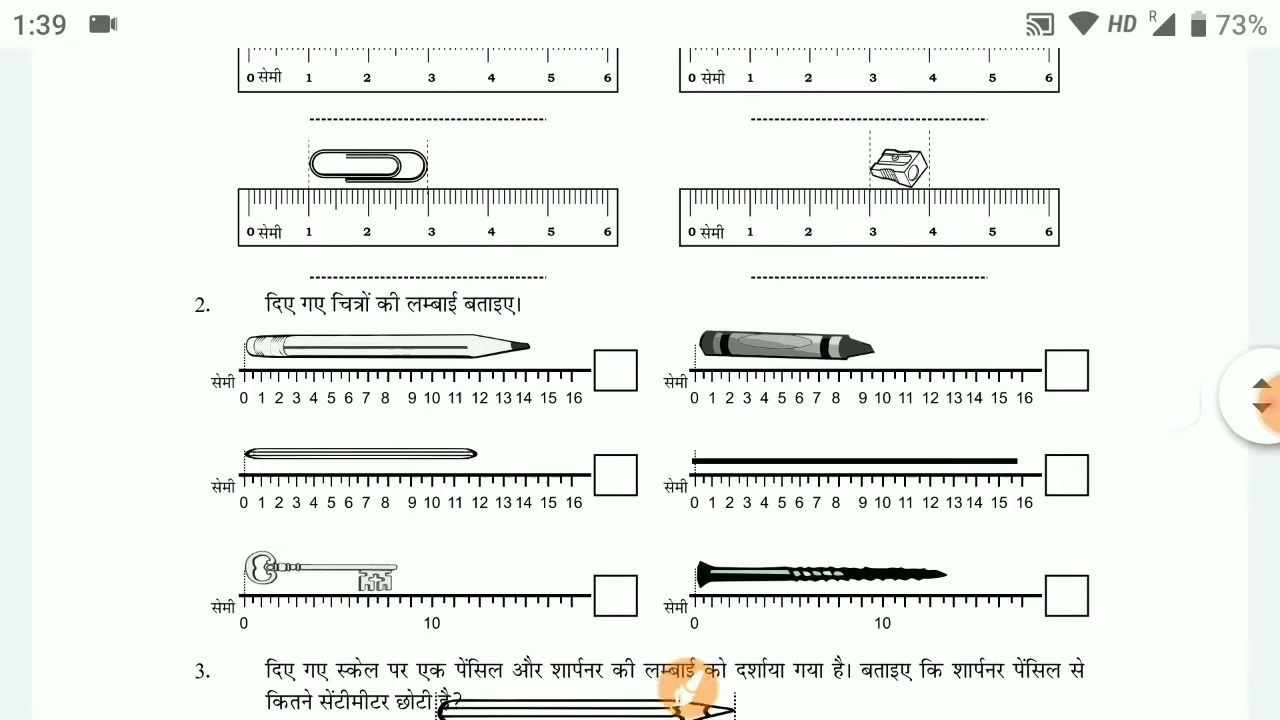 1:39 HD R 73%
0 सेमी 1 2 3 4 5 6
0 सेमी 1 2 3 4 5 6
0 सेमी 1 2 3 4 5 6
0 सेमी 1 2 3 4 5 6
2. दिए गए चित्रों की लम्बाई बताइए।
सेमी
0 1 2 3 4 5 6 7 8 9 10 11 12 13 14 15 16
सेमी
0 1 2 3 4 5 6 7 8 9 10 11 12 13 14 15 16
सेमी
0 1 2 3 4 5 6 7 8 9 10 11 12 13 14 15 16
सेमी
0 1 2 3 4 5 6 7 8 9 10 11 12 13 14 15 16
सेमी
0 10
सेमी
0 10
3. दिए गए स्केल पर एक पेंसिल और शार्पनर की लम्बाई को दर्शाया गया है। बताइए कि शार्पनर पेंसिल से
कितने सेंटीमीटर छोटी है?